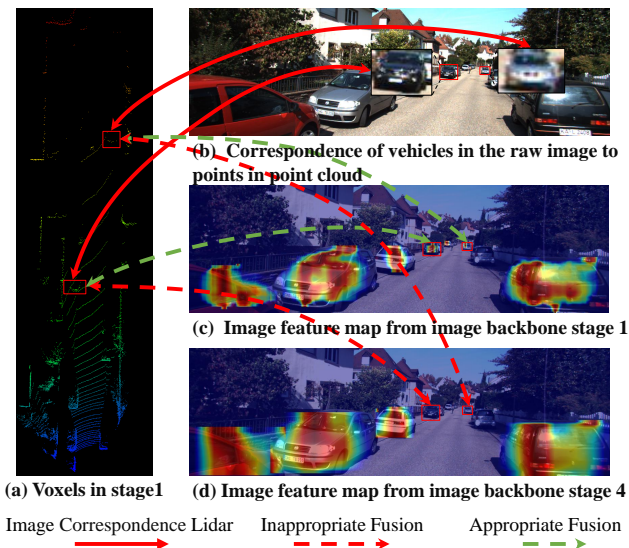 (b) Correspondence of vehicles in the raw image to
points in point cloud
(c) Image feature map from image backbone stage 1
(a) Voxels in stage1
(d) Image feature map from image backbone stage 4
Image Correspondence Lidar
Inappropriate Fusion
Appropriate Fusion